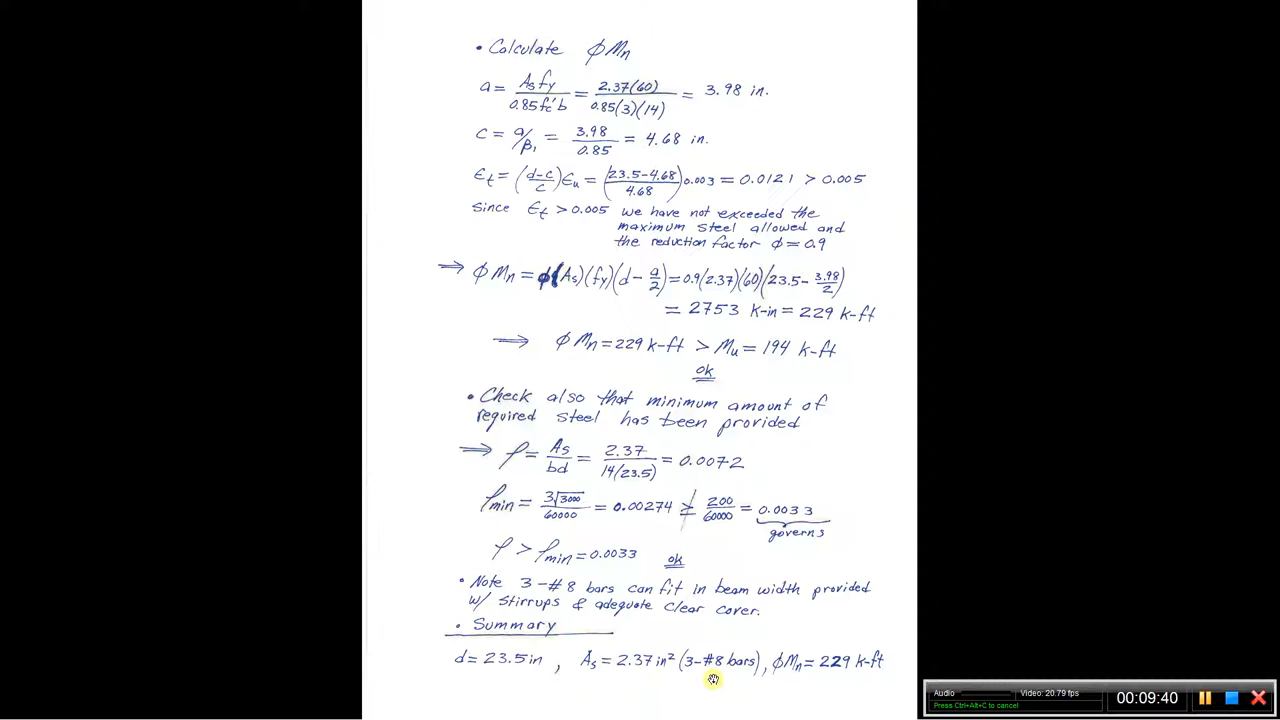 • Calculate ϕMn
a = Asfy / 0.85f'c b = 2.37(60) / 0.85(3)(14) = 3.98 in.
c = a/β1 = 3.98 / 0.85 = 4.68 in.
ϵt = (d-c / c) ϵu = (23.5-4.68 / 4.68) 0.003 = 0.0121 > 0.005
since ϵt > 0.005 we have not exceeded the
maximum steel allowed and
the reduction factor ϕ = 0.9
⇒ ϕMn = ϕ(As)(fy)(d - a/2) = 0.9(2.37)(60)(23.5 - 3.98/2)
= 2753 k-in = 229 k-ft
⇒ ϕMn = 229 k-ft > Mu = 194 k-ft
ok
• Check also that minimum amount of
required steel has been provided
⇒ ρ = As / bd = 2.37 / 14(23.5) = 0.0072
ρmin = 3√3000 / 60000 = 0.00274 ≱ 200 / 60000 = 0.0033
governs
ρ > ρmin = 0.0033 ok
• Note 3-#8 bars can fit in beam width provided
w/ stirrups & adequate clear cover.
• Summary
d = 23.5in , As = 2.37 in² (3-#8 bars), ϕMn = 229 k-ft
Audio
Video: 20.79 fps
Press Ctrl+Alt+C to cancel
00:09:40